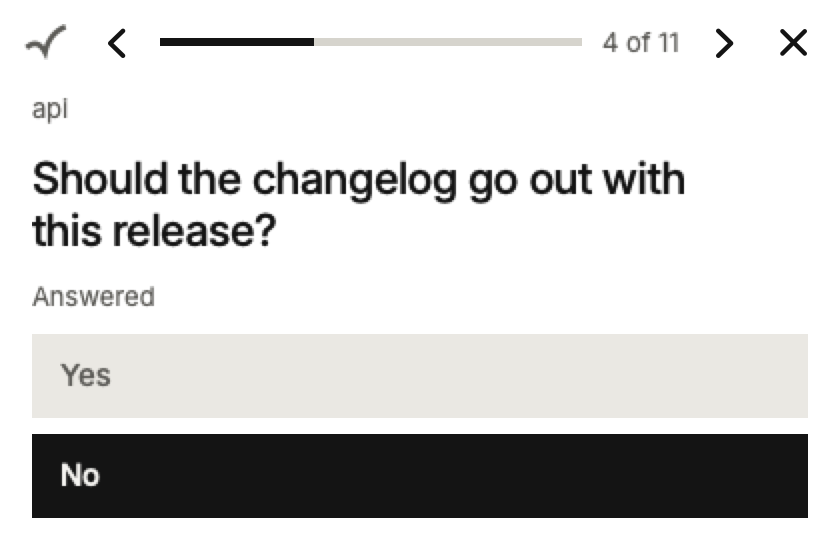 4 of 11
api
Should the changelog go out with
this release?
Answered
Yes
No